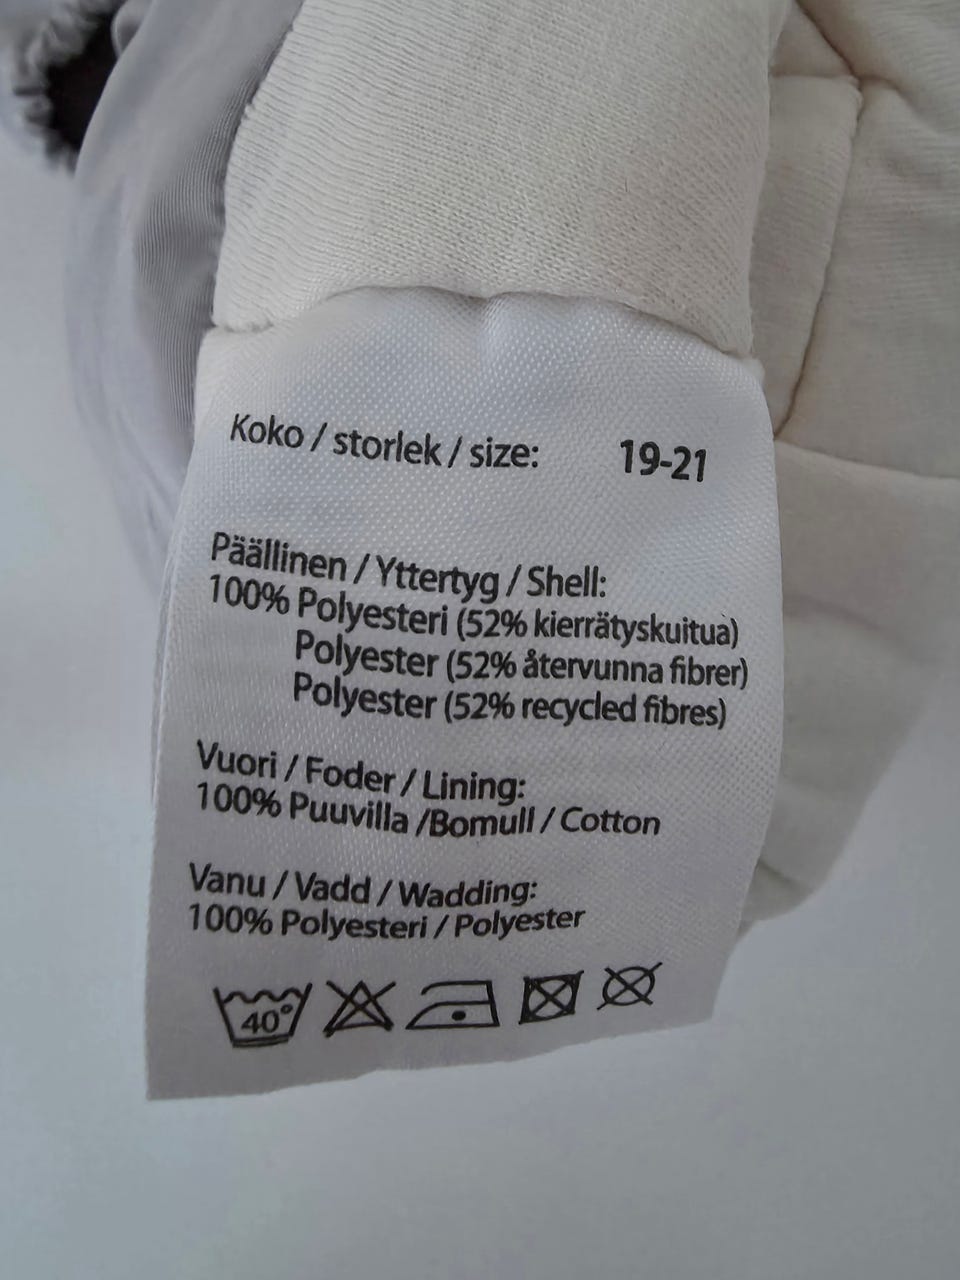 Koko / storlek / size: 19-21
Päällinen / Yttertyg / Shell:
100% Polyesteri (52% kierrätyskuitua)
Polyester (52% återvunna fibrer)
Polyester (52% recycled fibres)
Vuori / Foder / Lining:
100% Puuvilla /Bomull / Cotton
Vanu / Vadd / Wadding:
100% Polyesteri / Polyester
40°